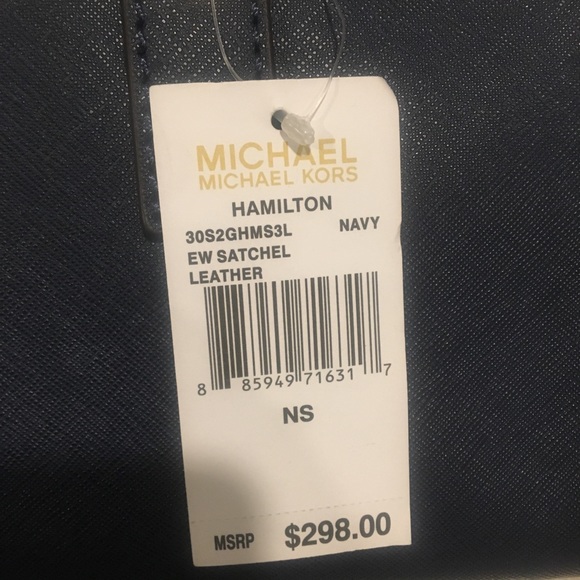 MICHAEL
MICHAEL KORS
HAMILTON
30S2GHMS3L NAVY
EW SATCHEL
LEATHER
8 85949 71631 7
NS
MSRP $298.00